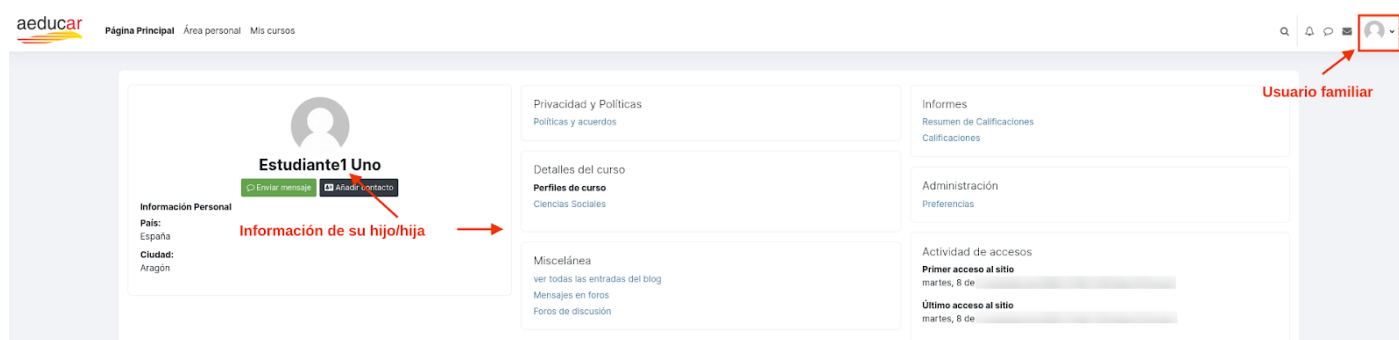 aeducar
Página Principal Área personal Mis cursos
Usuario familiar
Estudiante1 Uno
Enviar mensaje Añadir contacto
Información Personal
País:
España
Ciudad:
Aragón
Información de su hijo/hija
Privacidad y Políticas
Políticas y acuerdos
Detalles del curso
Perfiles de curso
Ciencias Sociales
Miscelánea
ver todas las entradas del blog
Mensajes en foros
Foros de discusión
Informes
Resumen de Calificaciones
Calificaciones
Administración
Preferencias
Actividad de accesos
Primer acceso al sitio
martes, 8 de
Último acceso al sitio
martes, 8 de